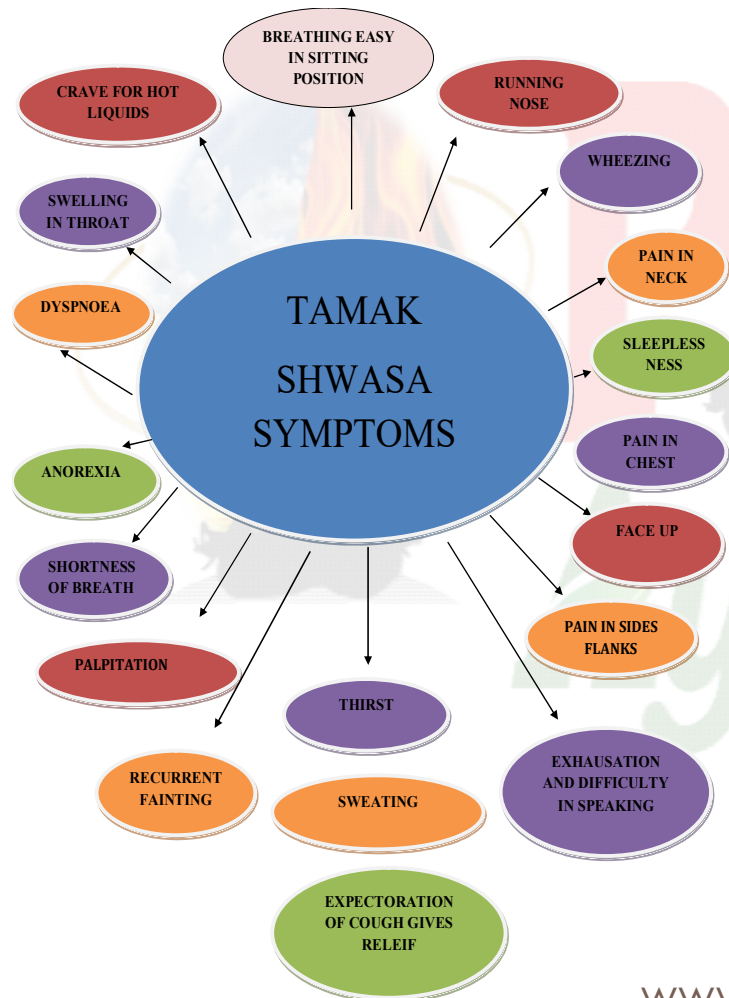 BREATHING EASY
IN SITTING
POSITION
CRAVE FOR HOT
LIQUIDS
RUNNING
NOSE
WHEEZING
SWELLING
IN THROAT
PAIN IN
NECK
DYSPNOEA
TAMAK
SHWASA
SYMPTOMS
SLEEPLESS
NESS
PAIN IN
CHEST
ANOREXIA
FACE UP
SHORTNESS
OF BREATH
PAIN IN SIDES
FLANKS
PALPITATION
THIRST
RECURRENT
FAINTING
SWEATING
EXHAUSATION
AND DIFFICULTY
IN SPEAKING
EXPECTORATION
OF COUGH GIVES
RELEIF